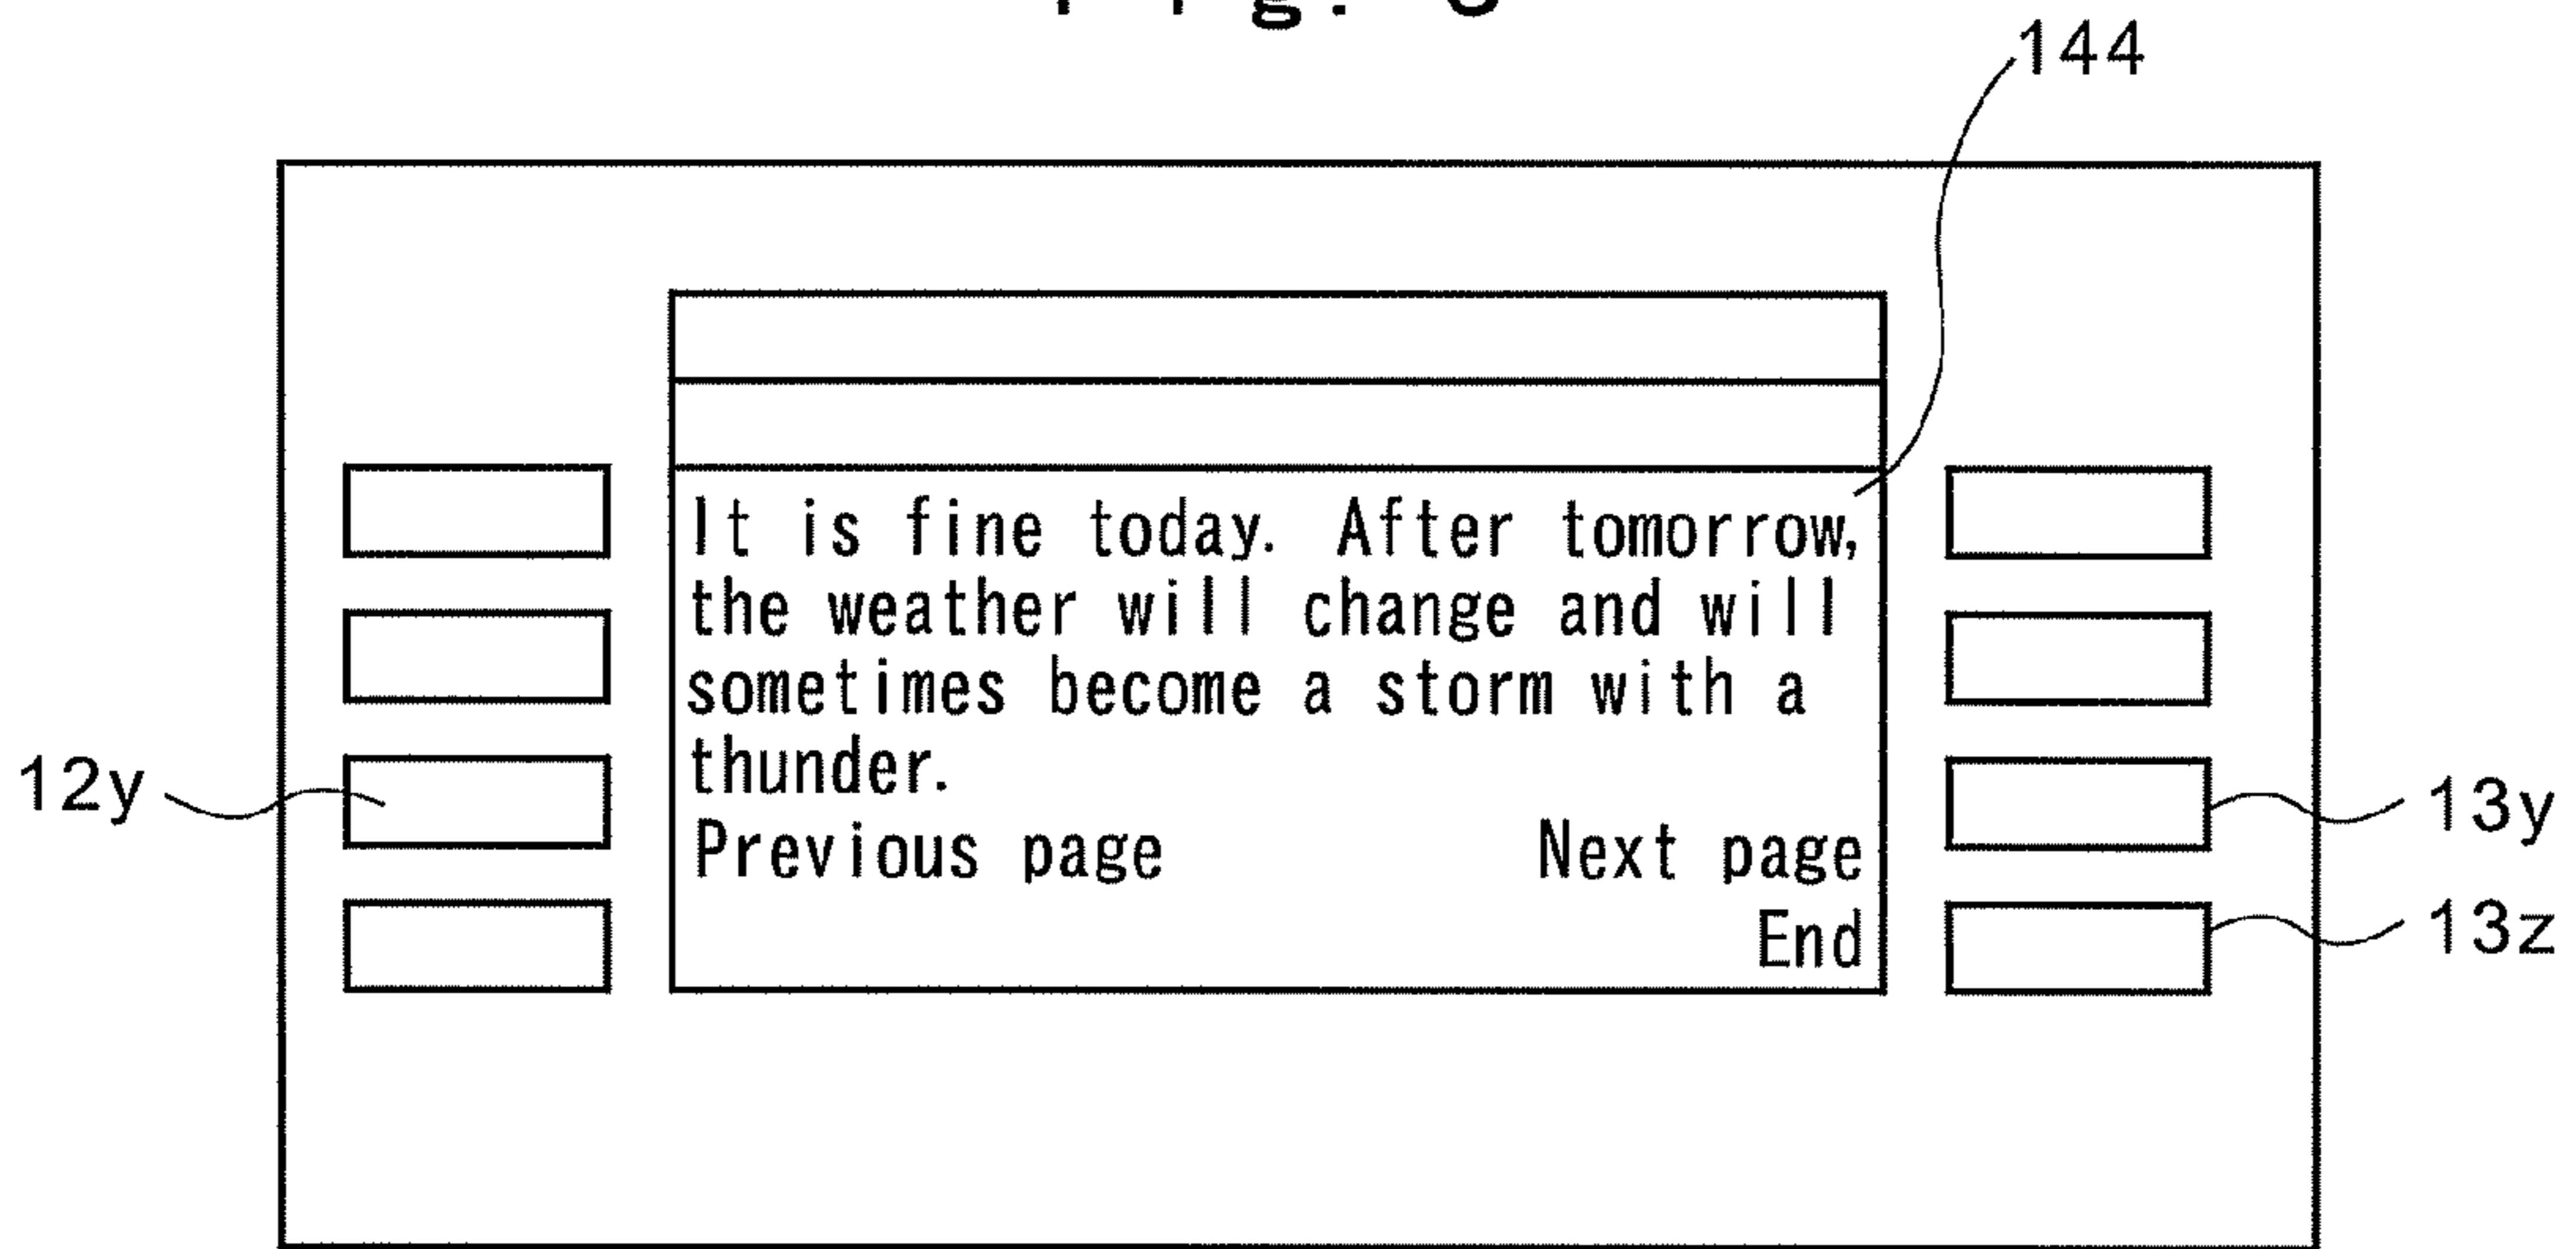 144
It is fine today. After tomorrow,
the weather will change and will
sometimes become a storm with a
thunder.
12y
13y
Previous page Next page
13z
End